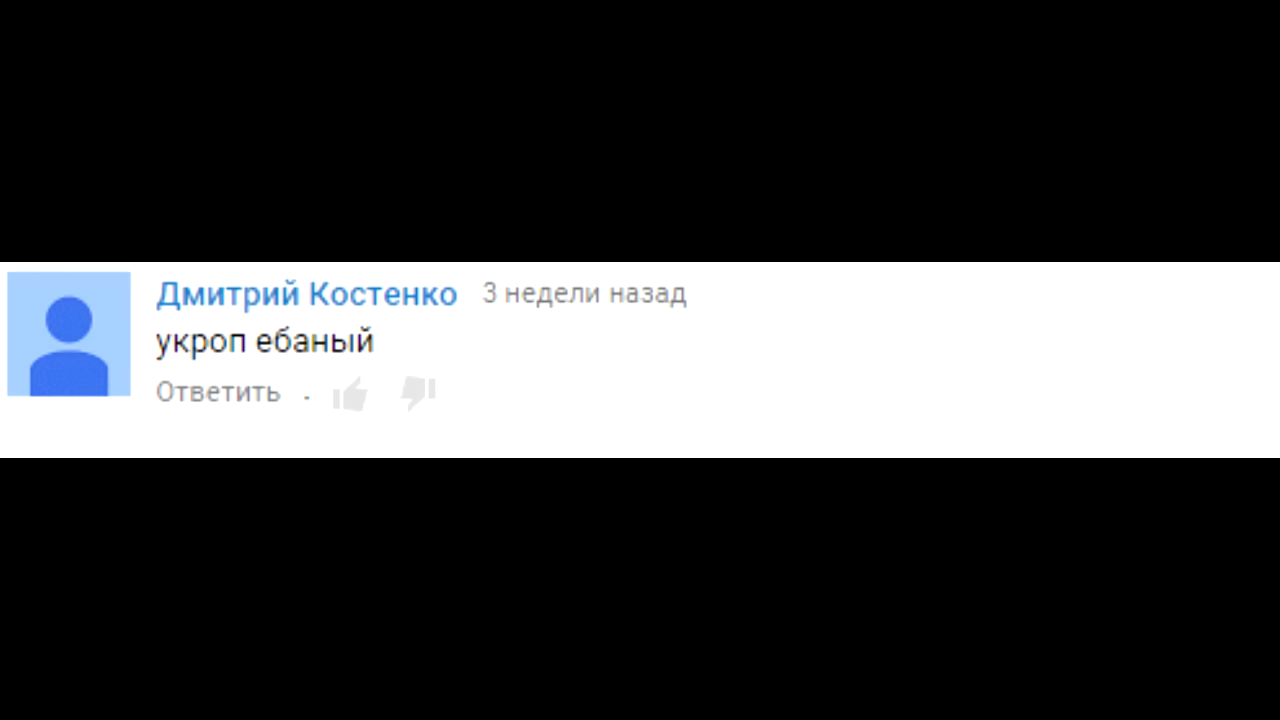 Дмитрий Костенко 3 недели назад
укроп ебаный
Ответить .